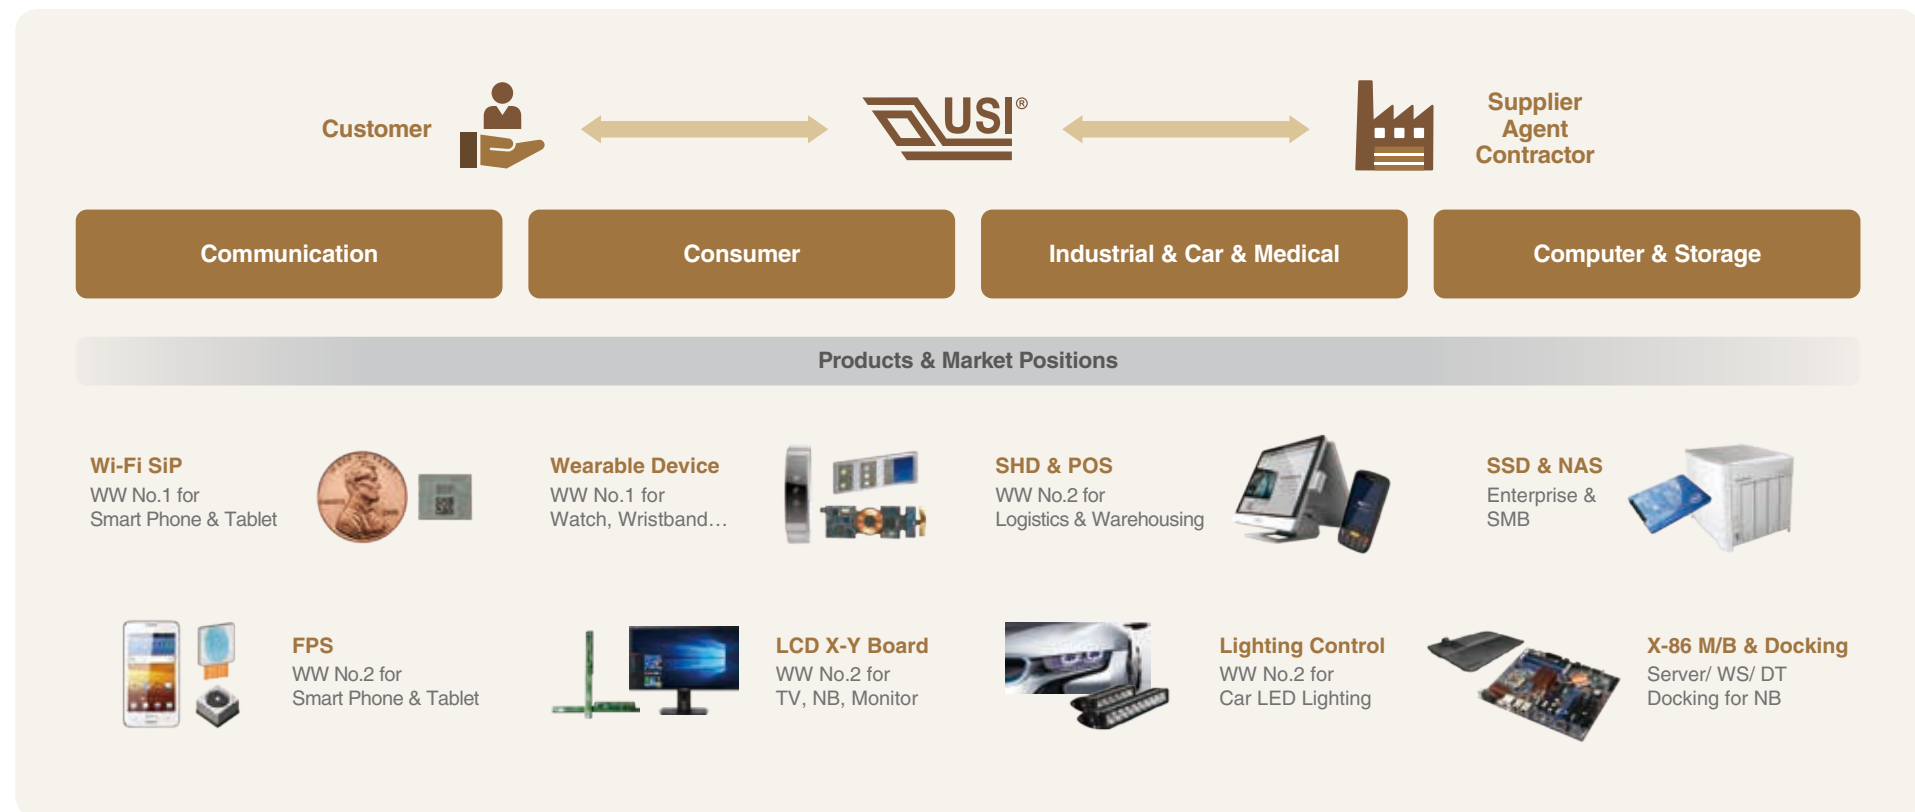 Customer
USI®
Supplier
Agent
Contractor
Communication
Consumer
Industrial & Car & Medical
Computer & Storage
Products & Market Positions
Wi-Fi SiP
WW No.1 for
Smart Phone & Tablet
Wearable Device
WW No.1 for
Watch, Wristband…
SHD & POS
WW No.2 for
Logistics & Warehousing
SSD & NAS
Enterprise &
SMB
FPS
WW No.2 for
Smart Phone & Tablet
LCD X-Y Board
WW No.2 for
TV, NB, Monitor
Lighting Control
WW No.2 for
Car LED Lighting
X-86 M/B & Docking
Server/ WS/ DT
Docking for NB